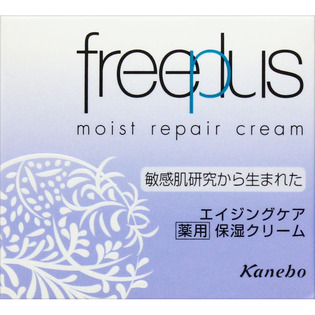 freeplus
moist repair cream
敏感肌研究から生まれた
エイジングケア
薬用 保湿クリーム
Kanebo